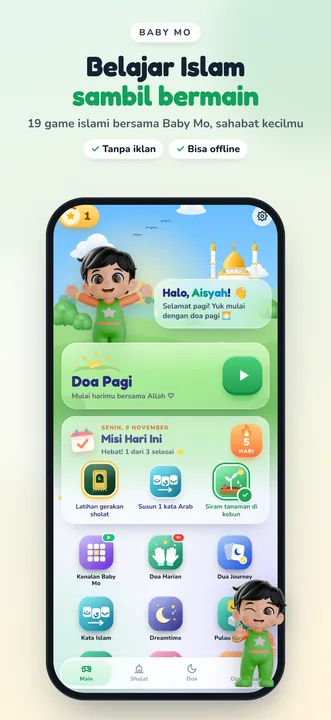 BABY MO
Belajar Islam
sambil bermain
19 game islami bersama Baby Mo, sahabat kecilmu
✓ Tanpa iklan
✓ Bisa offline
1
Halo, Aisyah! 👋
Selamat pagi! Yuk mulai
dengan doa pagi 🌅
Doa Pagi
Mulai harimu bersama Allah ♡
SENIN, 9 NOVEMBER
Misi Hari Ini
Hebat! 1 dari 3 selesai ⭐
5
HARI
Latihan gerakan
sholat
Susun 1 kata Arab
Siram tanaman di
kebun
Kenalan Baby
Mo
Doa Harian
Dua Journey
Kata Islam
Dreamtime
Pulau
Main
Sholat
Doa